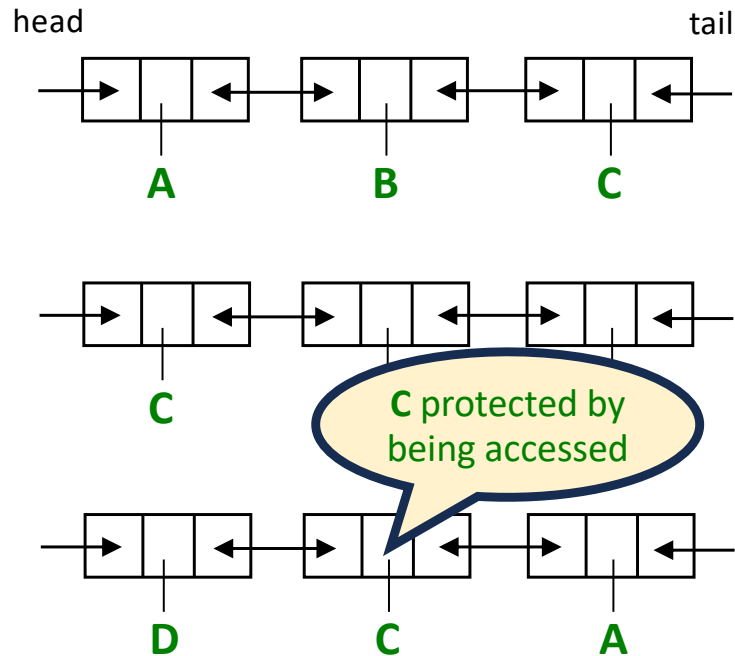 head tail
A B C
C
C protected by
being accessed
D C A